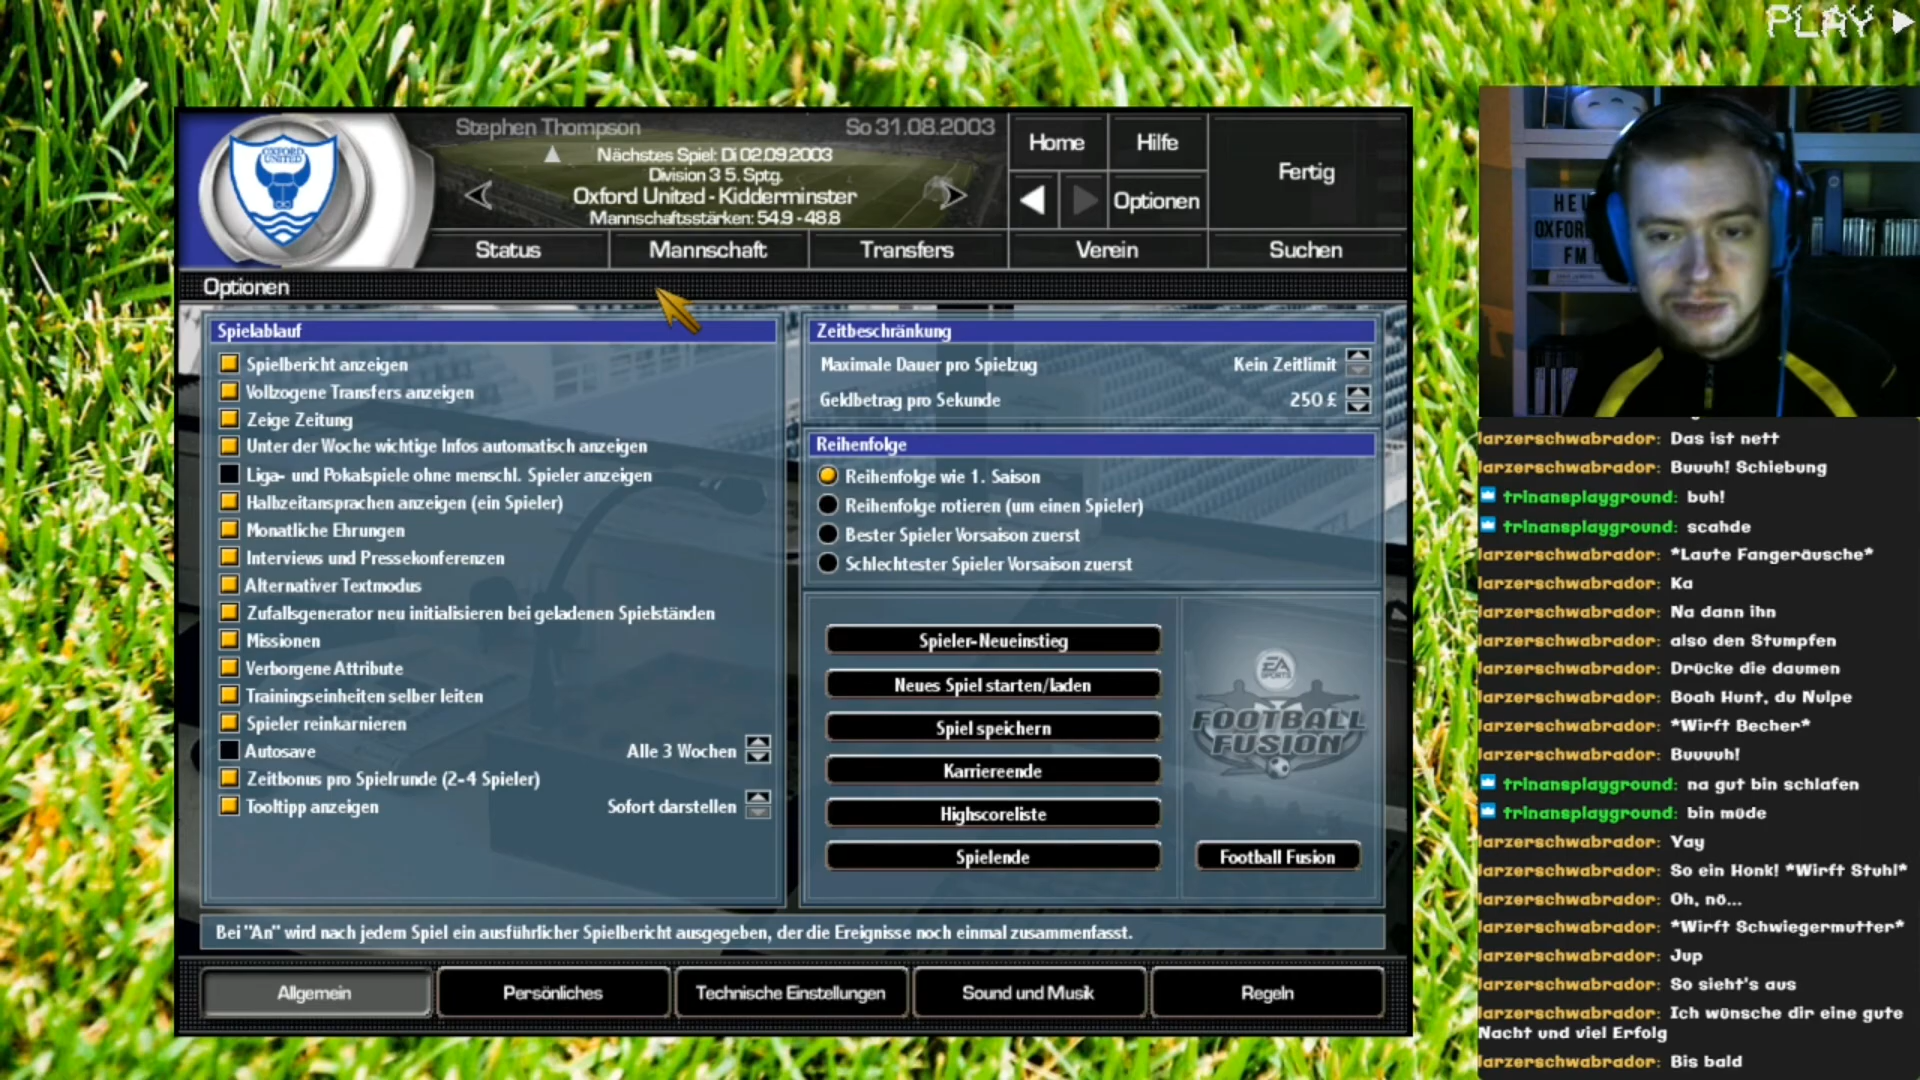 PLAY
Stephen Thompson
So 31.08.2003
Nächstes Spiel: Di 02.09.2003
Division 3 5. Sptg.
Oxford United - Kidderminster
Mannschaftsstärken: 54.9 - 48.8
OXFORD
UNITED
Home
Hilfe
Fertig
Optionen
Status
Mannschaft
Transfers
Verein
Suchen
Optionen
Spielablauf
Spielbericht anzeigen
Vollzogene Transfers anzeigen
Zeige Zeitung
Unter der Woche wichtige Infos automatisch anzeigen
Liga- und Pokalspiele ohne menschl. Spieler anzeigen
Halbzeitansprachen anzeigen (ein Spieler)
Monatliche Ehrungen
Interviews und Pressekonferenzen
Alternativer Textmodus
Zufallsgenerator neu initialisieren bei geladenen Spielständen
Missionen
Verborgene Attribute
Trainingseinheiten selber leiten
Spieler reinkarnieren
Autosave
Alle 3 Wochen
Zeitbonus pro Spielrunde (2-4 Spieler)
Tooltipp anzeigen
Sofort darstellen
Zeitbeschränkung
Maximale Dauer pro Spielzug
Kein Zeitlimit
Geldbetrag pro Sekunde
250 £
Reihenfolge
Reihenfolge wie 1. Saison
Reihenfolge rotieren (um einen Spieler)
Bester Spieler Vorsaison zuerst
Schlechtester Spieler Vorsaison zuerst
Spieler-Neueinstieg
Neues Spiel starten/laden
Spiel speichern
Karriereende
Highscoreliste
Spielende
EA
SPORTS
FOOTBALL
FUSION
Football Fusion
Bei "An" wird nach jedem Spiel ein ausführlicher Spielbericht ausgegeben, der die Ereignisse noch einmal zusammenfasst.
Allgemein
Persönliches
Technische Einstellungen
Sound und Musik
Regeln
larzerschwabrador: Das ist nett
larzerschwabrador: Buuuh! Schiebung
trinansplayground: buh!
trinansplayground: scahde
larzerschwabrador: *Laute Fangeräusche*
larzerschwabrador: Ka
larzerschwabrador: Na dann ihn
larzerschwabrador: also den Stumpfen
larzerschwabrador: Drücke die daumen
larzerschwabrador: Boah Hunt, du Nulpe
larzerschwabrador: *Wirft Becher*
larzerschwabrador: Buuuuh!
trinansplayground: na gut bin schlafen
trinansplayground: bin müde
larzerschwabrador: Yay
larzerschwabrador: So ein Honk! *Wirft Stuhl*
larzerschwabrador: Oh, nö...
larzerschwabrador: *Wirft Schwiegermutter*
larzerschwabrador: Jup
larzerschwabrador: So sieht's aus
larzerschwabrador: Ich wünsche dir eine gute
Nacht und viel Erfolg
larzerschwabrador: Bis bald